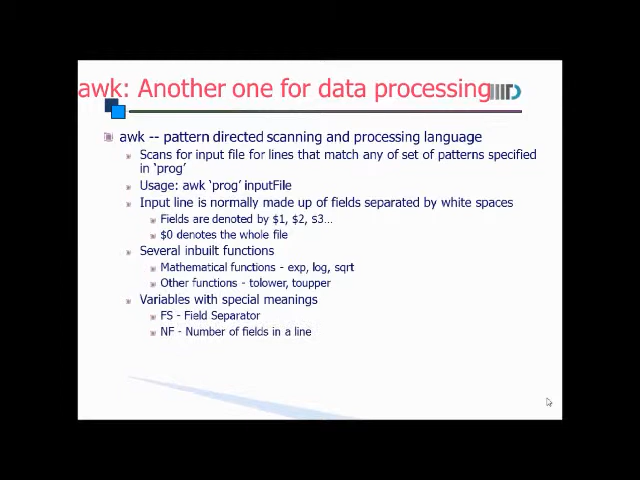 awk: Another one for data processing
awk -- pattern directed scanning and processing language
Scans for input file for lines that match any of set of patterns specified
in 'prog'
Usage: awk 'prog' inputFile
Input line is normally made up of fields separated by white spaces
Fields are denoted by $1, $2, $3...
$0 denotes the whole file
Several inbuilt functions
Mathematical functions - exp, log, sqrt
Other functions - tolower, toupper
Variables with special meanings
FS - Field Separator
NF - Number of fields in a line